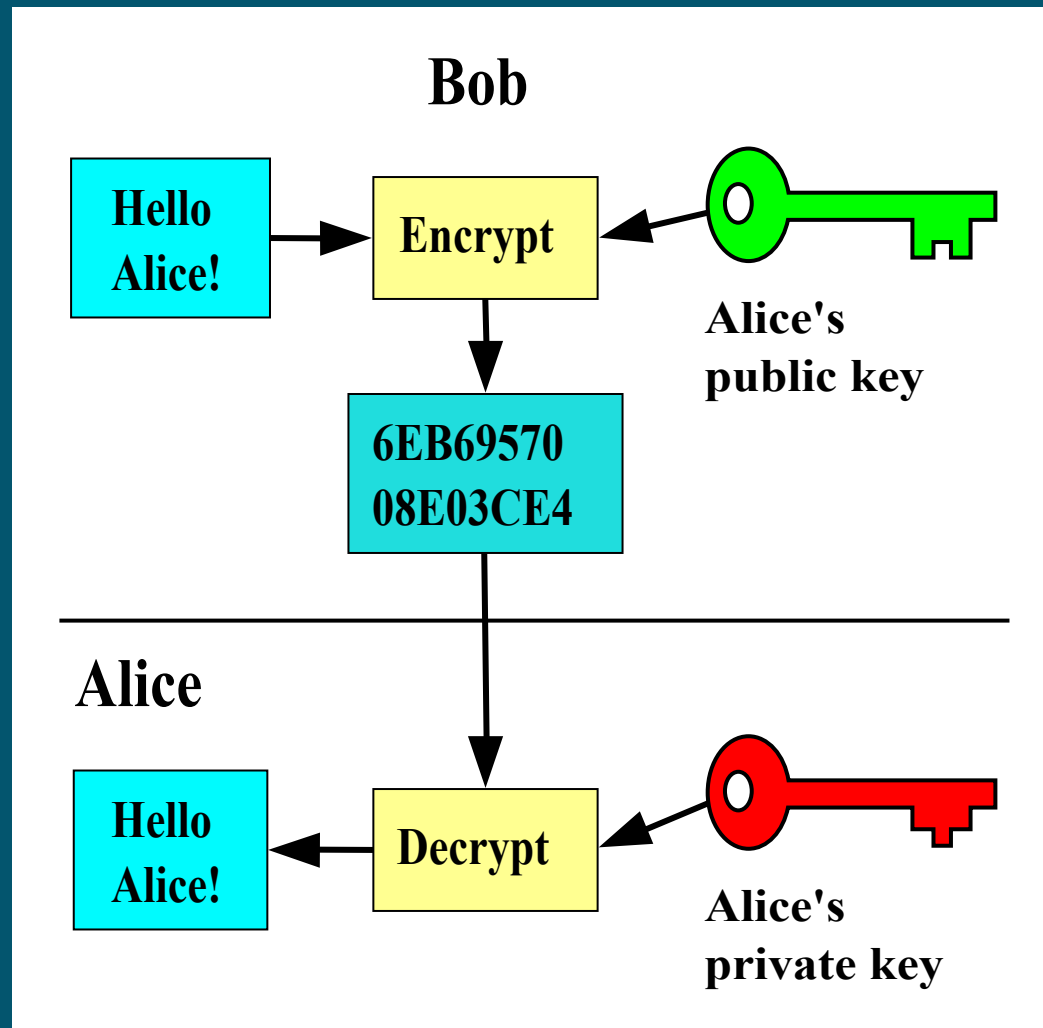 Bob
Hello
Alice!
Encrypt
Alice's
public key
6EB69570
08E03CE4
Alice
Hello
Alice!
Decrypt
Alice's
private key